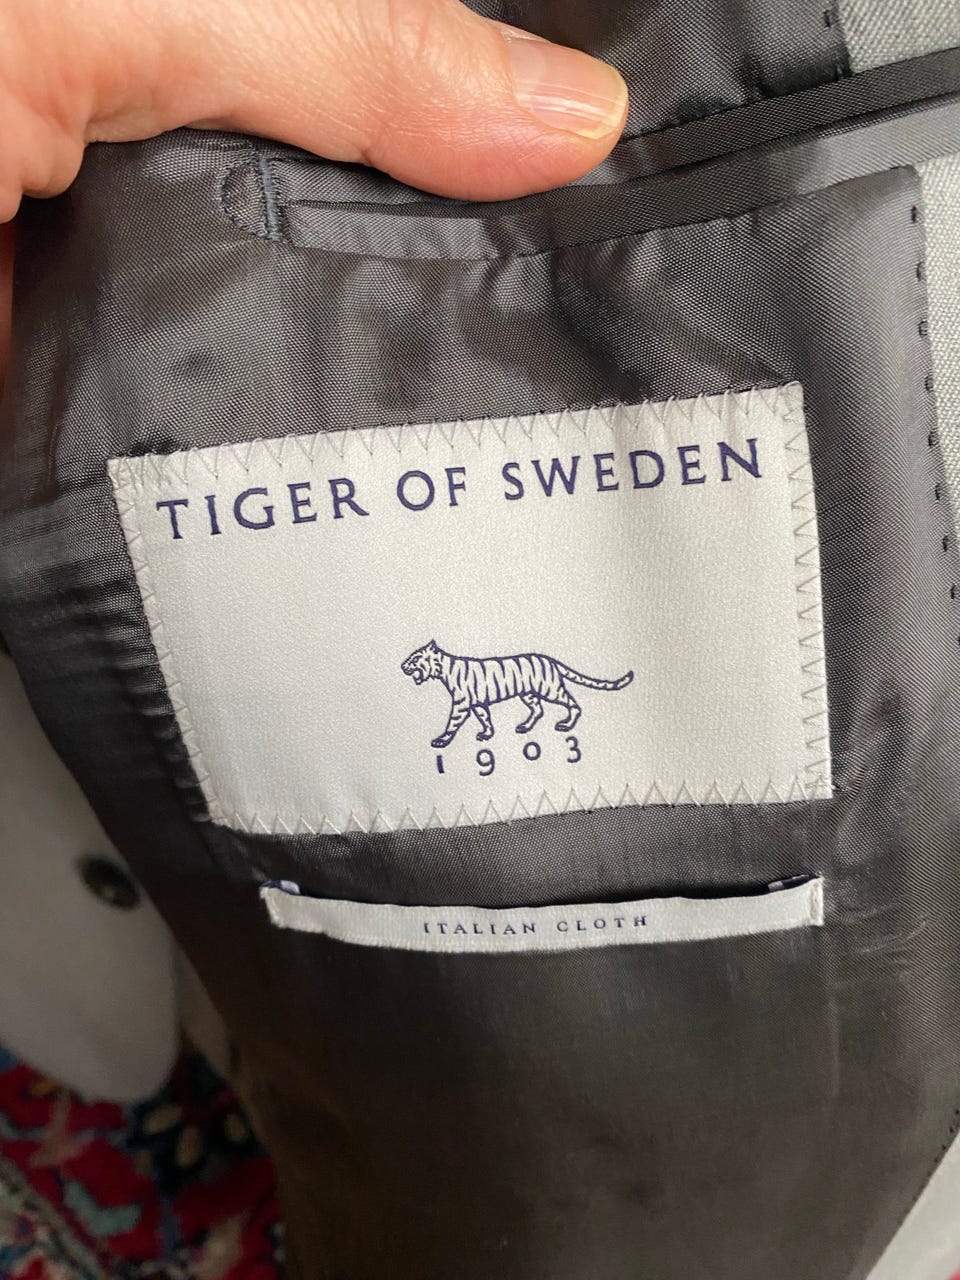 TIGER OF SWEDEN
1903
ITALIAN CLOTH